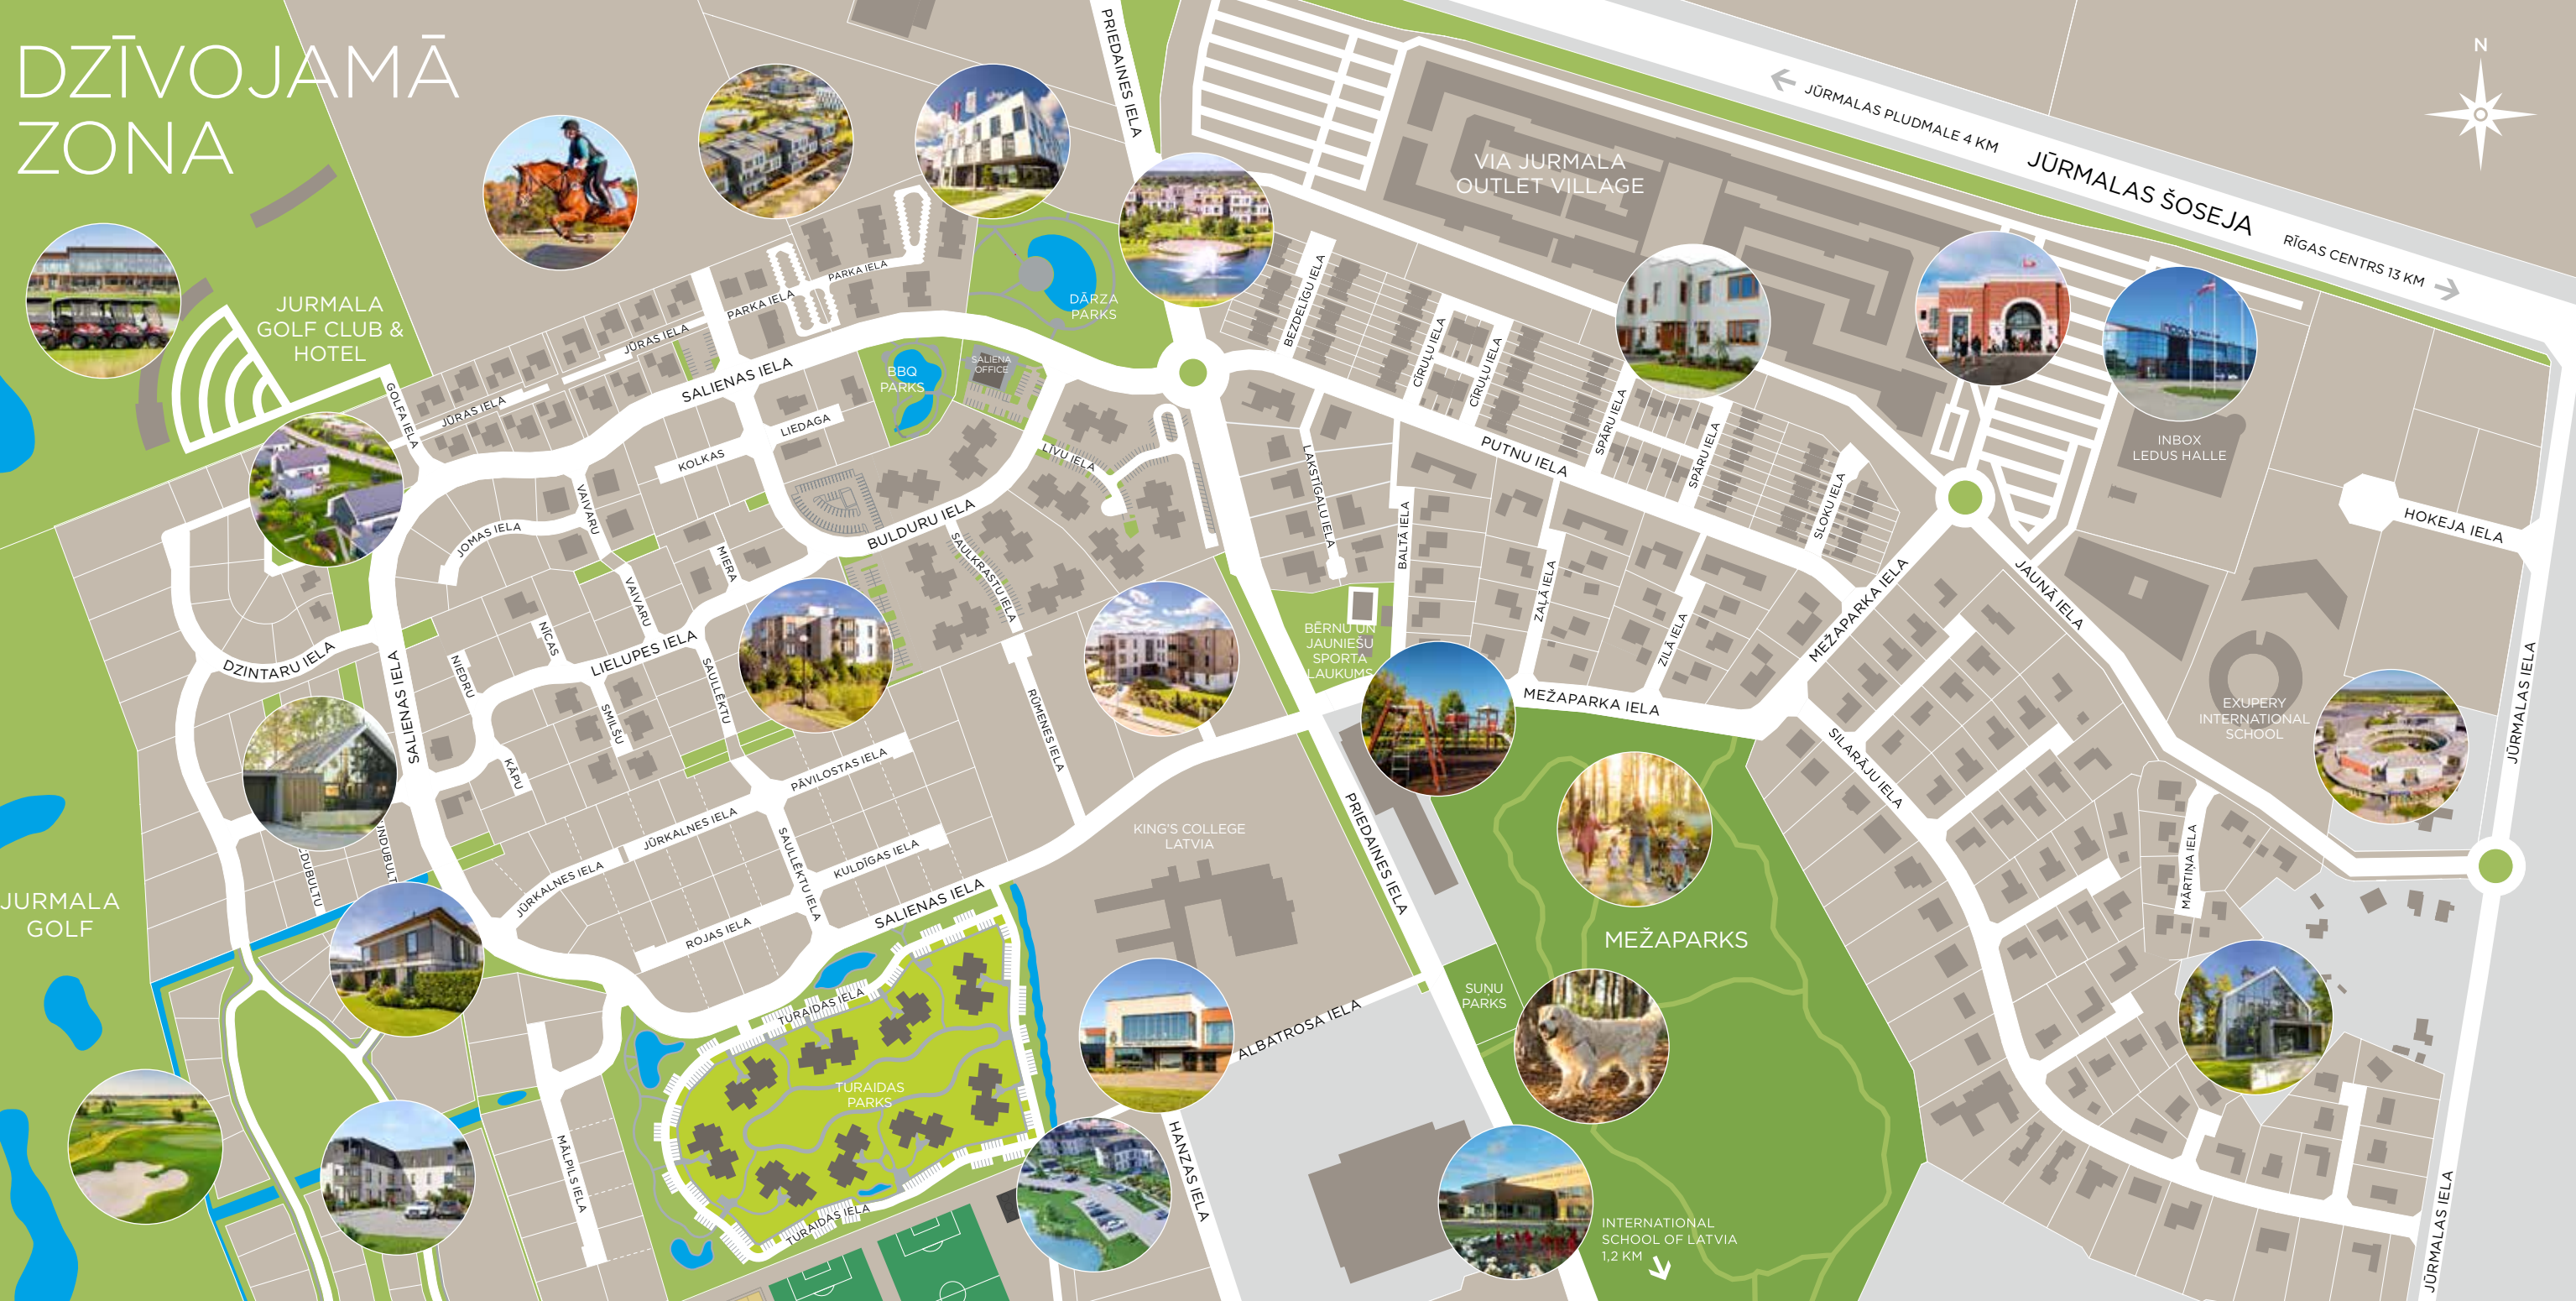 DZĪVOJAMĀ
ZONA
N
PRIEDAINES IELA
JŪRMALAS PLUDMALE 4 KM
JŪRMALAS ŠOSEJA
RĪGAS CENTRS 13 KM
VIA JURMALA
OUTLET VILLAGE
JURMALA
GOLF CLUB &
HOTEL
GOLFA IELA
JŪRAS IELA
JŪRAS IELA
PARKA IELA
PARKA IELA
DĀRZA
PARKS
SALIENAS IELA
BBQ
PARKS
SALIENA
OFFICE
LIEDAGA
KOLKAS
LĪVU IELA
BEZDELĪGU IELA
CĪRUĻU IELA
CĪRUĻU IELA
SPĀRU IELA
SPĀRU IELA
SLOKU IELA
PUTNU IELA
LAKSTĪGALU IELA
BALTĀ IELA
ZAĻĀ IELA
ZILĀ IELA
INBOX
LEDUS HALLE
HOKEJA IELA
JAUNĀ IELA
MEŽAPARKA IELA
MEŽAPARKA IELA
BĒRNU UN
JAUNIEŠU
SPORTA
LAUKUMS
JOMAS IELA
VAIVARU
VAIVARU
MIERA
BULDURU IELA
SAULKRASTU IELA
DZINTARU IELA
SALIENAS IELA
NIEDRU
NĪCAS
LIELUPES IELA
SAULLĒKTU
SMILŠU
KĀPU
RŪMENES IELA
PĀVILOSTAS IELA
JŪRKALNES IELA
JŪRKALNES IELA
SAULLĒKTU IELA
KULDĪGAS IELA
ROJAS IELA
SALIENAS IELA
KING'S COLLEGE
LATVIA
PRIEDAINES IELA
SILARĀJU IELA
EXUPERY
INTERNATIONAL
SCHOOL
JŪRMALAS IELA
MĀRTIŅA IELA
MEŽAPARKS
SUŅU
PARKS
ALBATROSA IELA
JURMALA
GOLF
TURAIDAS IELA
TURAIDAS
PARKS
TURAIDAS IELA
MĀLPILS IELA
HANZAS IELA
INTERNATIONAL
SCHOOL OF LATVIA
1,2 KM
JŪRMALAS IELA